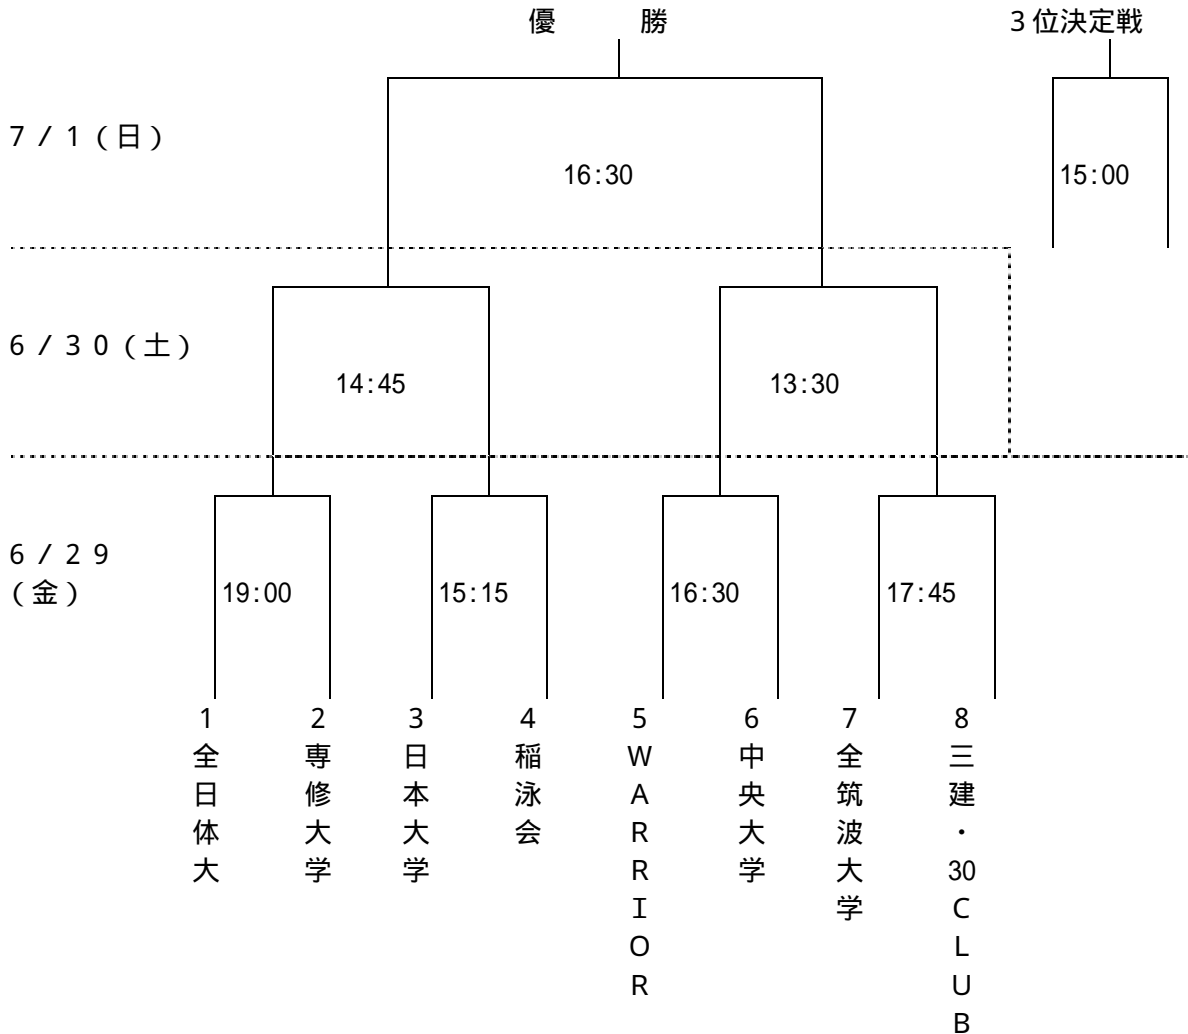 優 勝
3位決定戦
7/1(日)
16:30
15:00
6/30(土)
14:45
13:30
6/29
(金)
19:00
15:15
16:30
17:45
1全日体大
2専修大学
3日本大学
4稲泳会
5WARRIOR
6中央大学
7全筑波大学
8三建・30CLUB